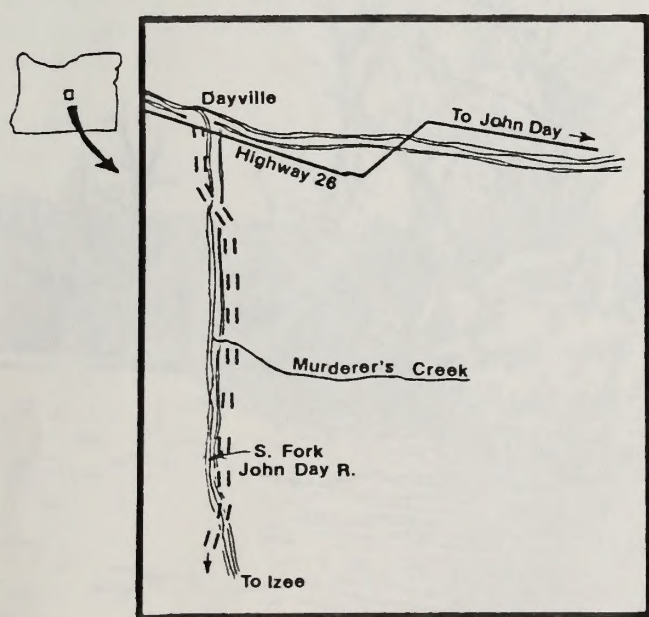 Dayville
To John Day
Highway 26
Murderer's Creek
S. Fork
John Day R.
To Izee